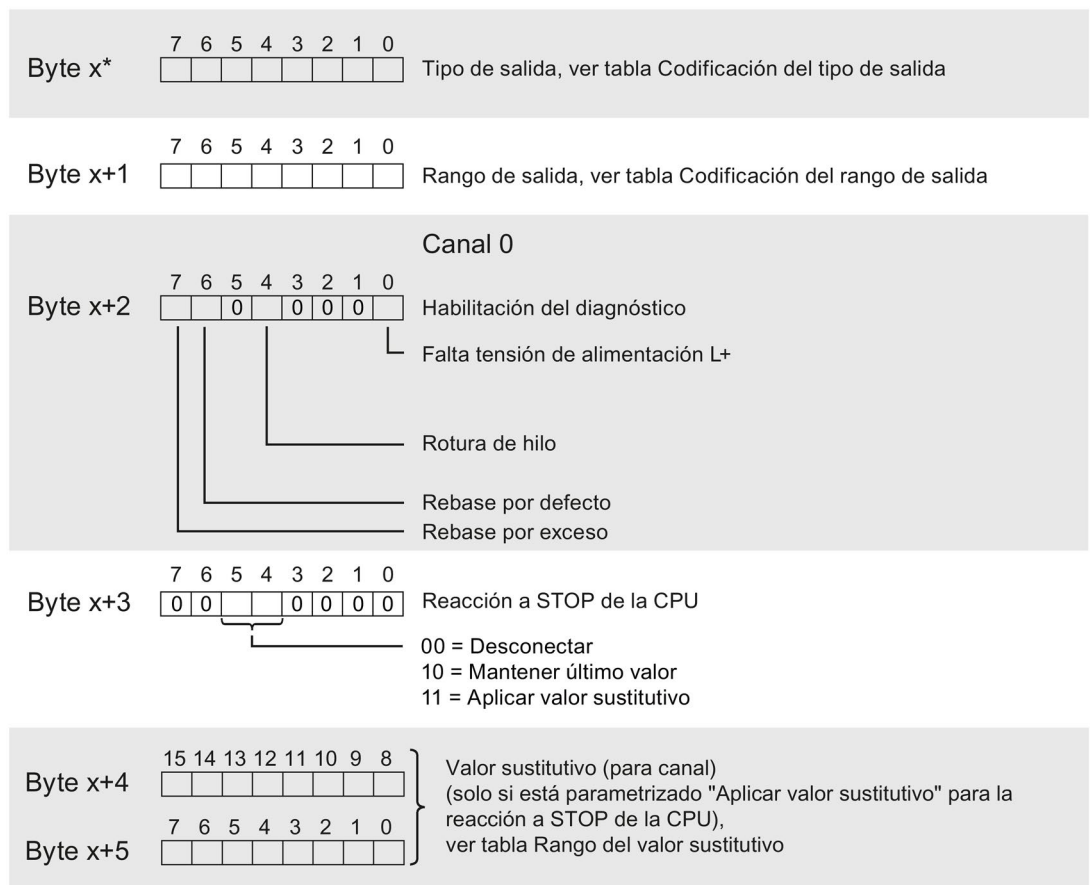 7 6 5 4 3 2 1 0
Byte x* Tipo de salida, ver tabla Codificación del tipo de salida
7 6 5 4 3 2 1 0
Byte x+1 Rango de salida, ver tabla Codificación del rango de salida
Canal 0
7 6 5 4 3 2 1 0
Byte x+2 0 0 0 0 Habilitación del diagnóstico
Falta tensión de alimentación L+
Rotura de hilo
Rebase por defecto
Rebase por exceso
7 6 5 4 3 2 1 0
Byte x+3 0 0 0 0 0 0 Reacción a STOP de la CPU
00 = Desconectar
10 = Mantener último valor
11 = Aplicar valor sustitutivo
15 14 13 12 11 10 9 8
Byte x+4
Valor sustitutivo (para canal)
(solo si está parametrizado "Aplicar valor sustitutivo" para la
reacción a STOP de la CPU),
ver tabla Rango del valor sustitutivo
7 6 5 4 3 2 1 0
Byte x+5